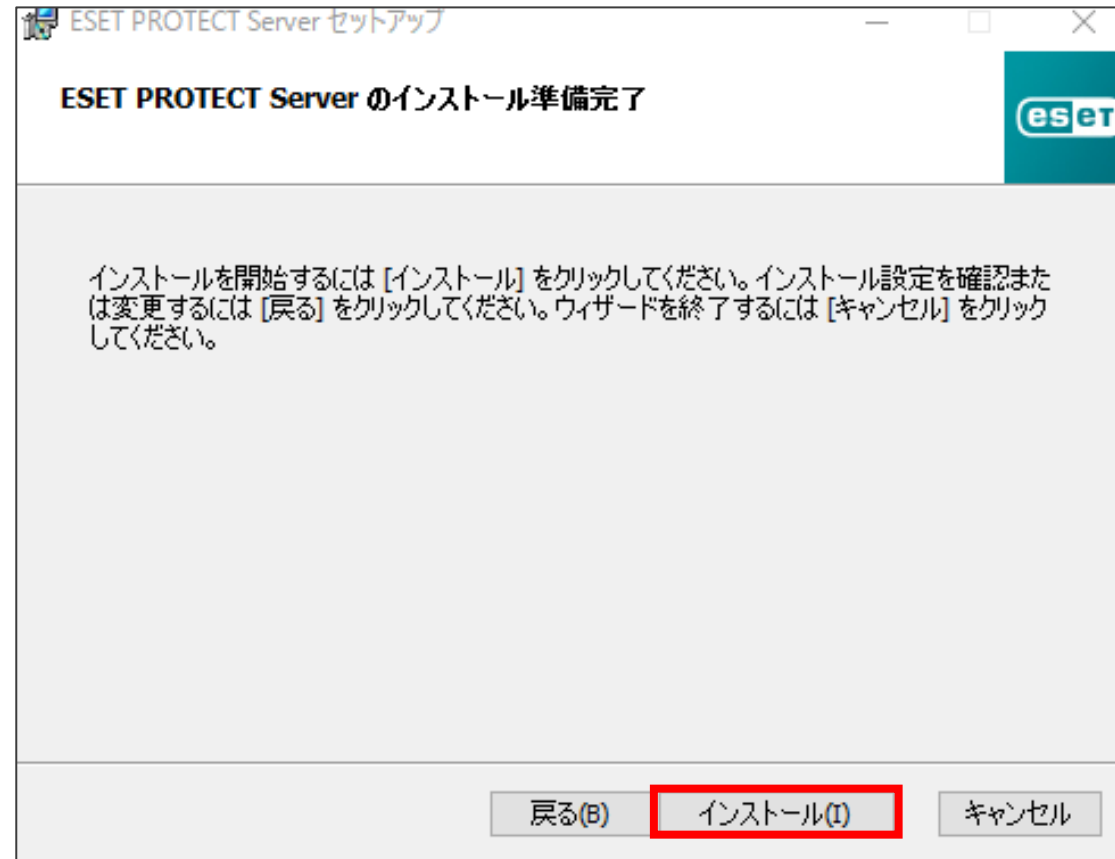 ESET PROTECT Server セットアップ
ESET PROTECT Server のインストール準備完了
eset
インストールを開始するには [インストール] をクリックしてください。インストール設定を確認また
は変更するには [戻る] をクリックしてください。ウィザードを終了するには [キャンセル] をクリック
してください。
戻る(B)
インストール(I)
キャンセル